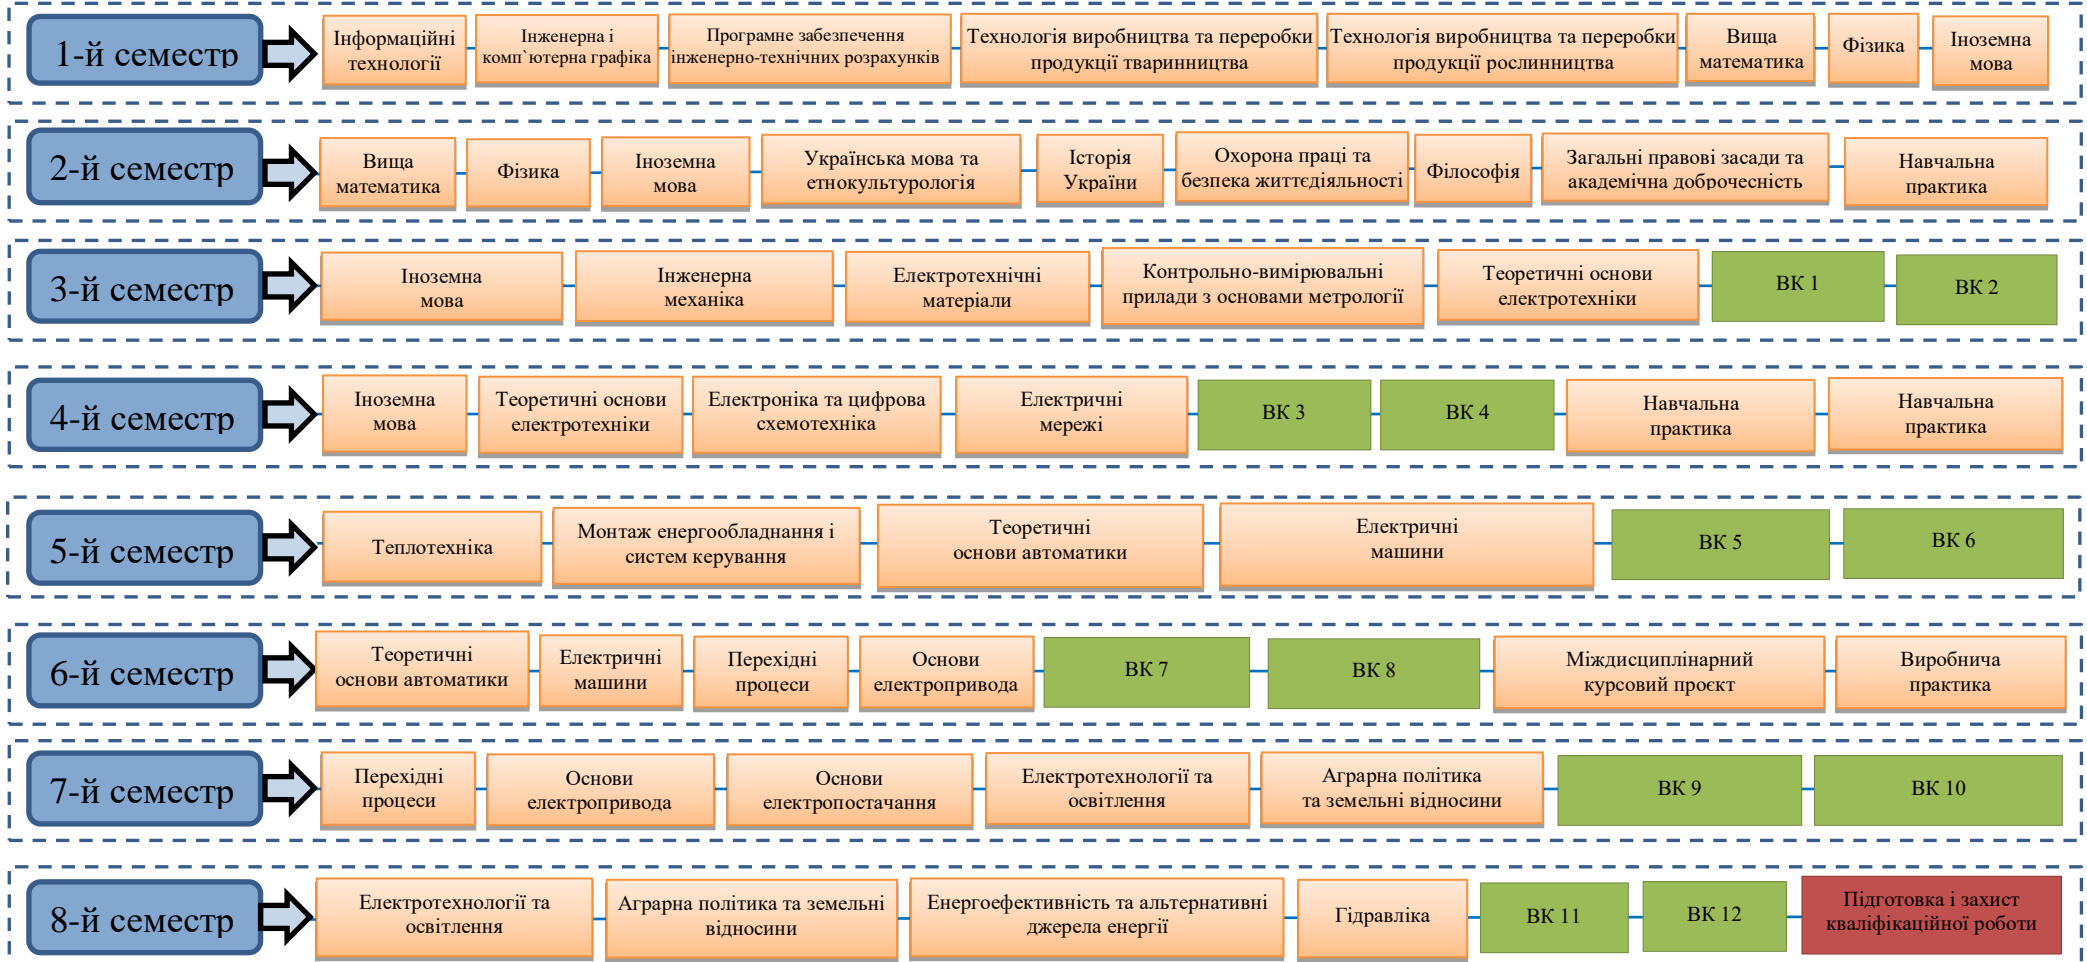 1-й семестр
Інформаційні
технології
Інженерна і
комп`ютерна графіка
Програмне забезпечення
інженерно-технічних розрахунків
Технологія виробництва та переробки
продукції тваринництва
Технологія виробництва та переробки
продукції рослинництва
Вища
математика
Фізика
Іноземна
мова
2-й семестр
Вища
математика
Фізика
Іноземна
мова
Українська мова та
етнокультурологія
Історія
України
Охорона праці та
безпека життєдіяльності
Філософія
Загальні правові засади та
академічна доброчесність
Навчальна
практика
3-й семестр
Іноземна
мова
Інженерна
механіка
Електротехнічні
матеріали
Контрольно-вимірювальні
прилади з основами метрології
Теоретичні основи
електротехніки
ВК 1
ВК 2
4-й семестр
Іноземна
мова
Теоретичні основи
електротехніки
Електроніка та цифрова
схемотехніка
Електричні
мережі
ВК 3
ВК 4
Навчальна
практика
Навчальна
практика
5-й семестр
Теплотехніка
Монтаж енергообладнання і
систем керування
Теоретичні
основи автоматики
Електричні
машини
ВК 5
ВК 6
6-й семестр
Теоретичні
основи автоматики
Електричні
машини
Перехідні
процеси
Основи
електропривода
ВК 7
ВК 8
Міждисциплінарний
курсовий проєкт
Виробнича
практика
7-й семестр
Перехідні
процеси
Основи
електропривода
Основи
електропостачання
Електротехнології та
освітлення
Аграрна політика
та земельні відносини
ВК 9
ВК 10
8-й семестр
Електротехнології та
освітлення
Аграрна політика та земельні
відносини
Енергоефективність та альтернативні
джерела енергії
Гідравліка
ВК 11
ВК 12
Підготовка і захист
кваліфікаційної роботи